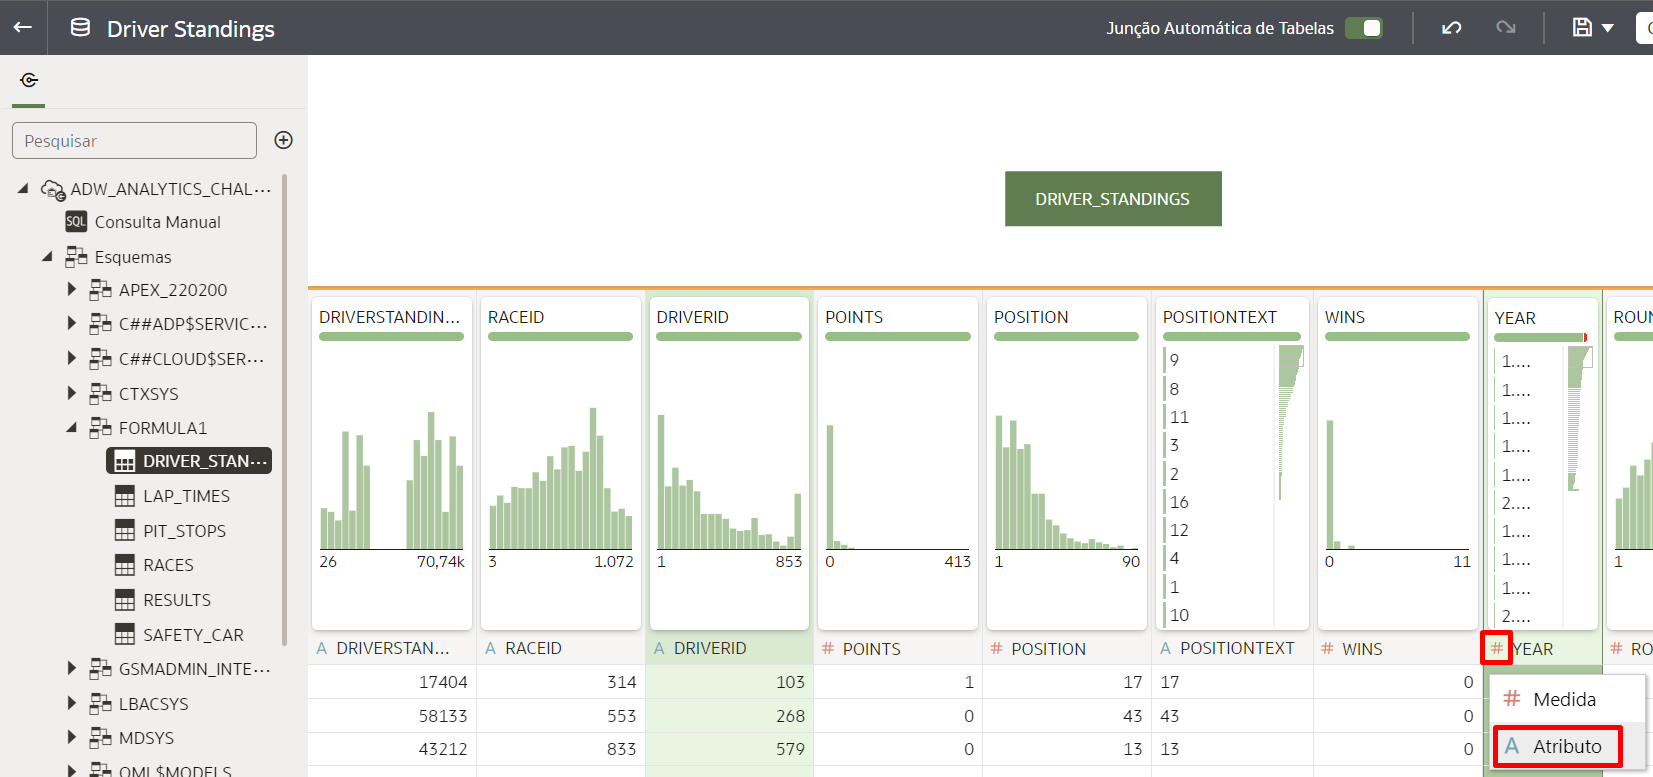 Driver Standings
Junção Automática de Tabelas
Pesquisar
ADW_ANALYTICS_CHAL...
SQL Consulta Manual
Esquemas
APEX_220200
C##ADP$SERVIC...
C##CLOUD$SER...
CTXSYS
FORMULA1
DRIVER_STAN...
LAP_TIMES
PIT_STOPS
RACES
RESULTS
SAFETY_CAR
GSMADMIN_INTE...
LBACSYS
MDSYS
OML$MODELS
DRIVER_STANDINGS
DRIVERSTANDIN... RACEID DRIVERID POINTS POSITION POSITIONTEXT WINS YEAR ROUN
9 1....
8 1....
11 1....
3 1....
2 1....
16 2....
12 1....
4 1....
1 1....
10 2....
26 70,74k 3 1.072 1 853 0 413 1 90 0 11 1
A DRIVERSTAN... A RACEID A DRIVERID # POINTS # POSITION A POSITIONTEXT # WINS # YEAR # RO
17404 314 103 1 17 17 0
58133 553 268 0 43 43 0
43212 833 579 0 13 13 0
# Medida
A Atributo